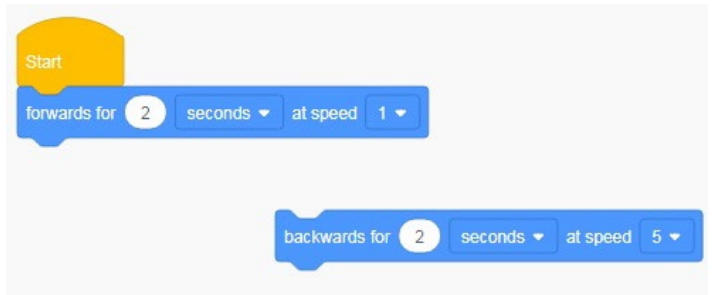 Start
forwards for 2 seconds at speed 1
backwards for 2 seconds at speed 5